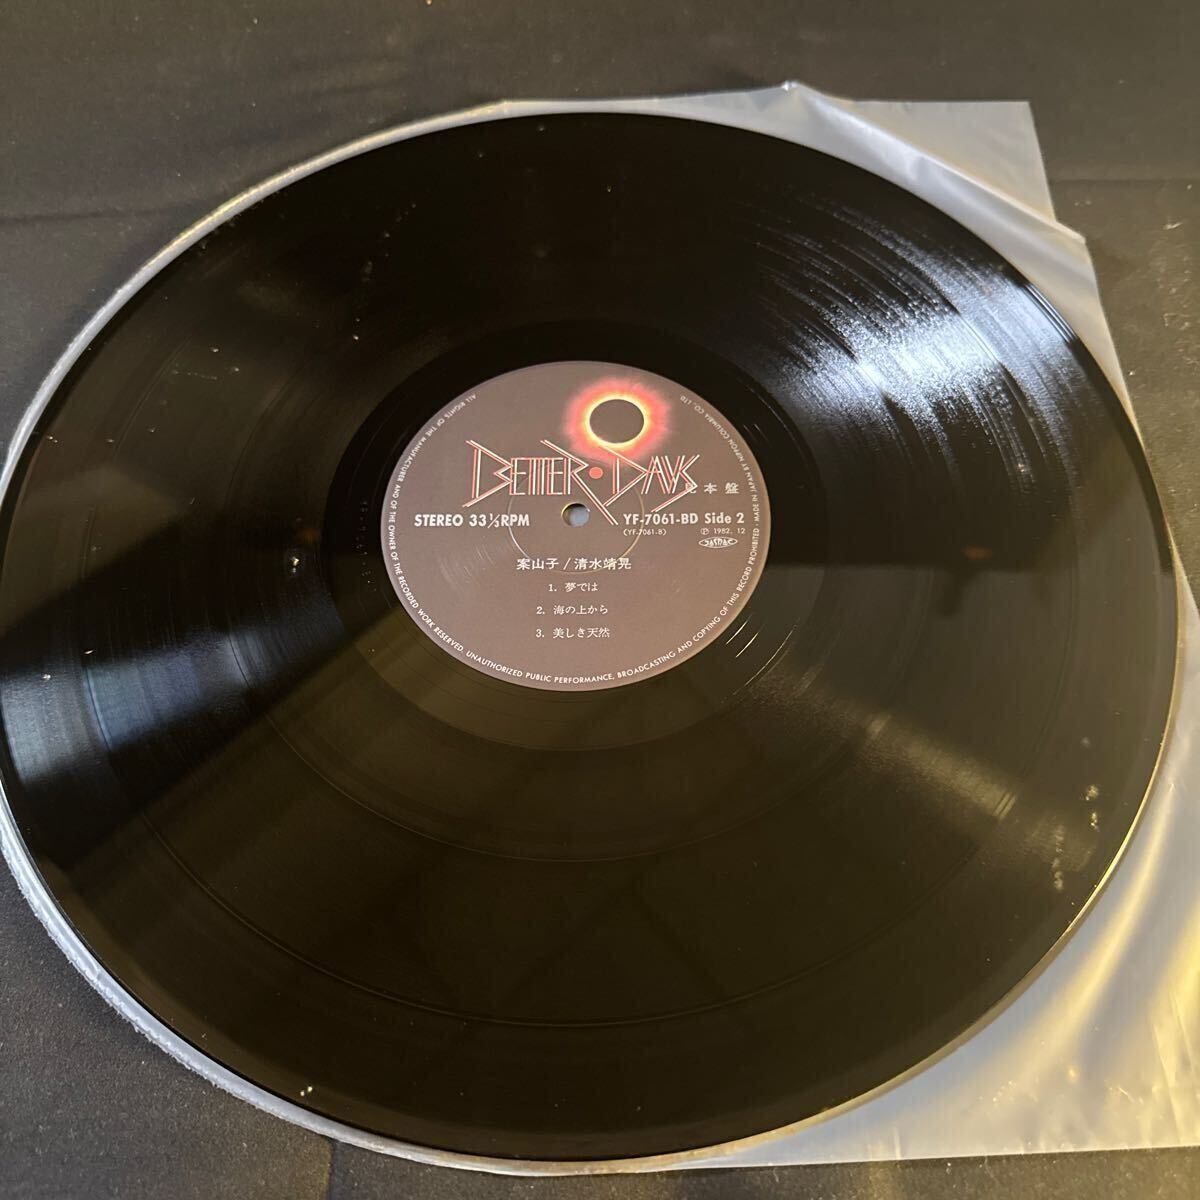 BETTER・DAYS
見本盤
STEREO 33⅓RPM
YF-7061-BD Side 2
(YF-7061-B)
Ⓟ 1982. 12
JASRAC
案山子 / 清水靖晃
1. 夢では
2. 海の上から
3. 美しき天然
ALL RIGHTS OF THE MANUFACTURER AND OF THE OWNER OF THE RECORDED WORK RESERVED. UNAUTHORIZED PUBLIC PERFORMANCE, BROADCASTING AND COPYING OF THIS RECORD PROHIBITED · MADE IN JAPAN BY NIPPON COLUMBIA CO., LTD.